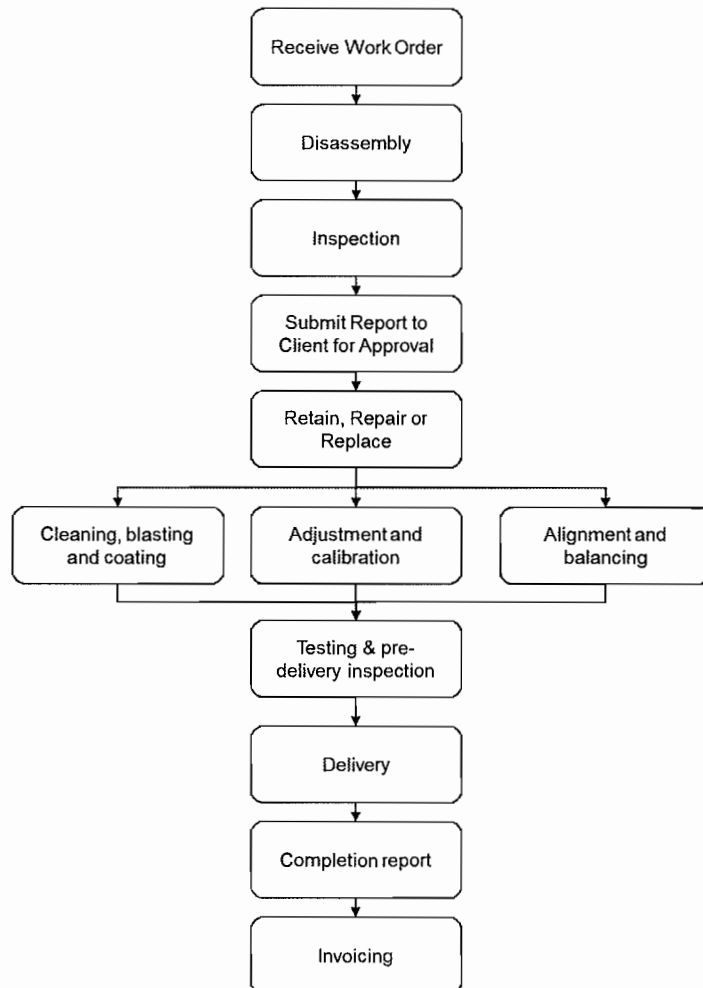 Receive Work Order
Disassembly
Inspection
Submit Report to
Client for Approval
Retain, Repair or
Replace
Cleaning, blasting
and coating
Adjustment and
calibration
Alignment and
balancing
Testing & pre-
delivery inspection
Delivery
Completion report
Invoicing